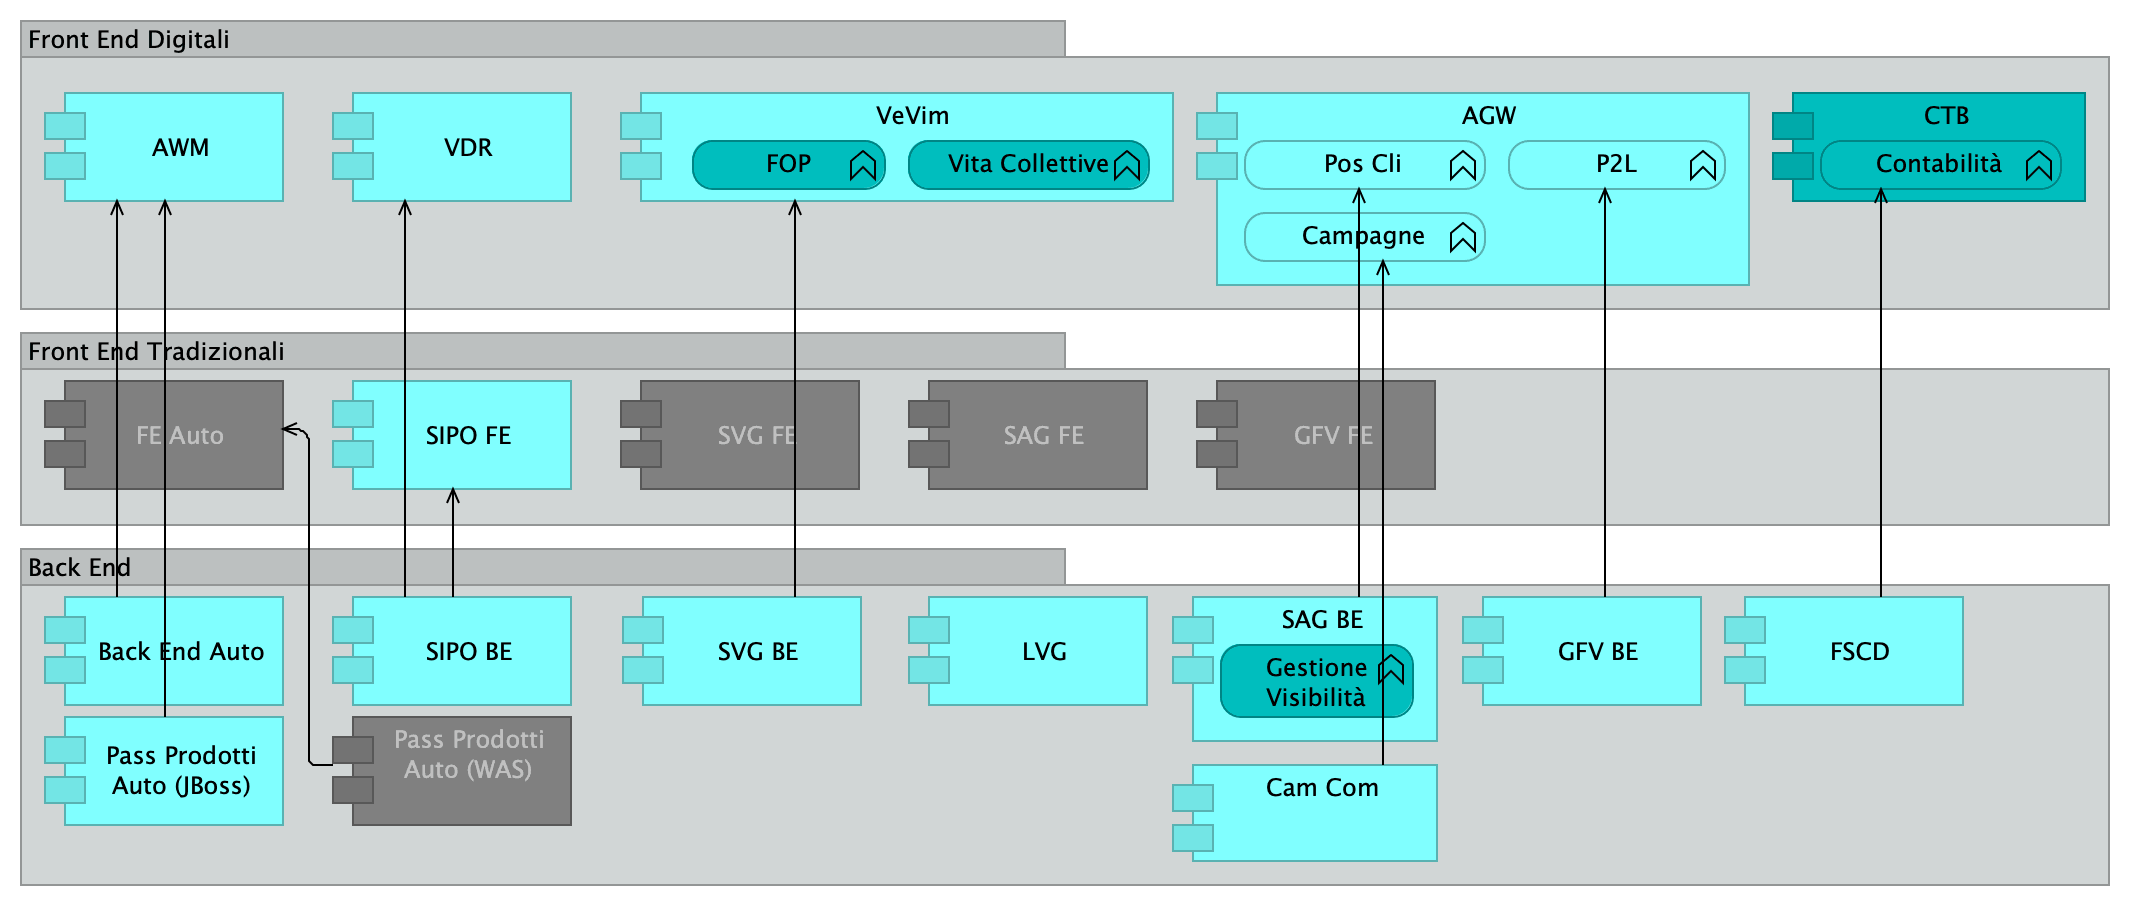 Front End Digitali
AWM
VDR
VeVim
FOP
Vita Collettive
AGW
Pos Cli
P2L
Campagne
CTB
Contabilità
Front End Tradizionali
FE Auto
SIPO FE
SVG FE
SAG FE
GFV FE
Back End
Back End Auto
SIPO BE
SVG BE
LVG
SAG BE
Gestione
Visibilità
GFV BE
FSCD
Pass Prodotti
Auto (JBoss)
Pass Prodotti
Auto (WAS)
Cam Com